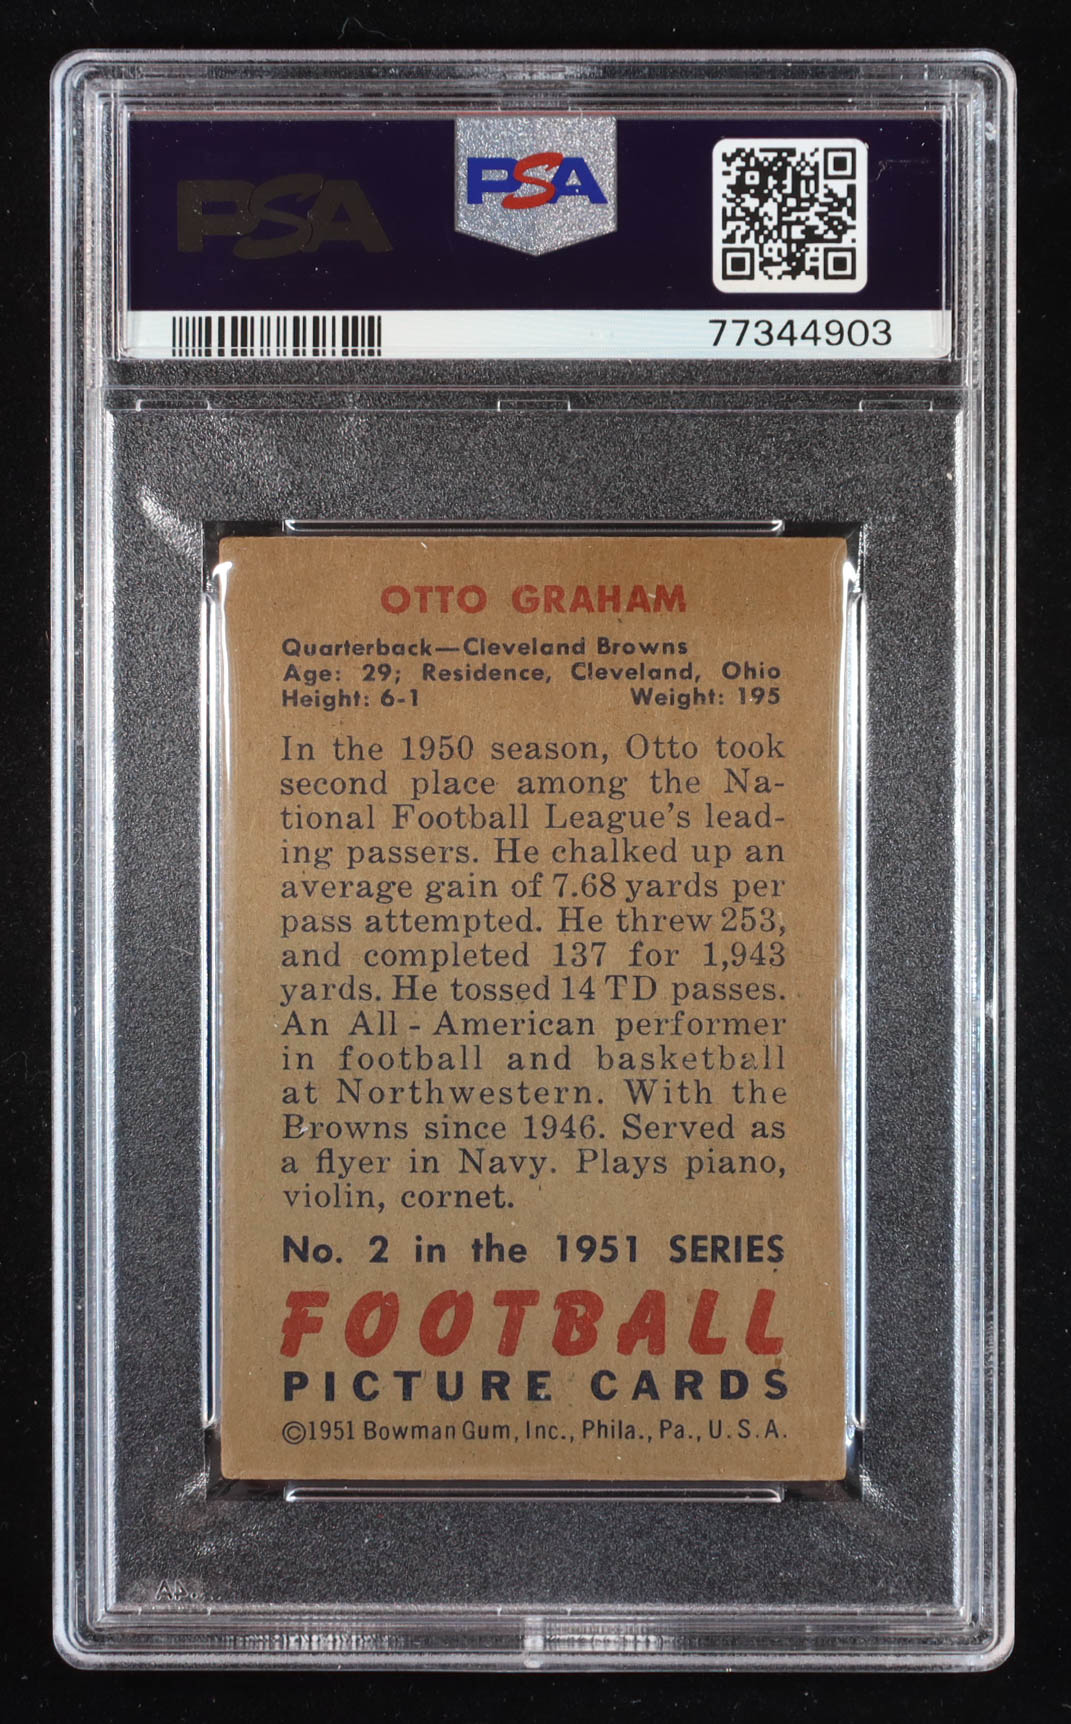 PSA
PSA
77344903
OTTO GRAHAM
Quarterback—Cleveland Browns
Age: 29; Residence, Cleveland, Ohio
Height: 6-1 Weight: 195
In the 1950 season, Otto took
second place among the Na-
tional Football League's lead-
ing passers. He chalked up an
average gain of 7.68 yards per
pass attempted. He threw 253,
and completed 137 for 1,943
yards. He tossed 14 TD passes.
An All - American performer
in football and basketball
at Northwestern. With the
Browns since 1946. Served as
a flyer in Navy. Plays piano,
violin, cornet.
No. 2 in the 1951 SERIES
FOOTBALL
PICTURE CARDS
©1951 Bowman Gum, Inc., Phila., Pa., U.S.A.